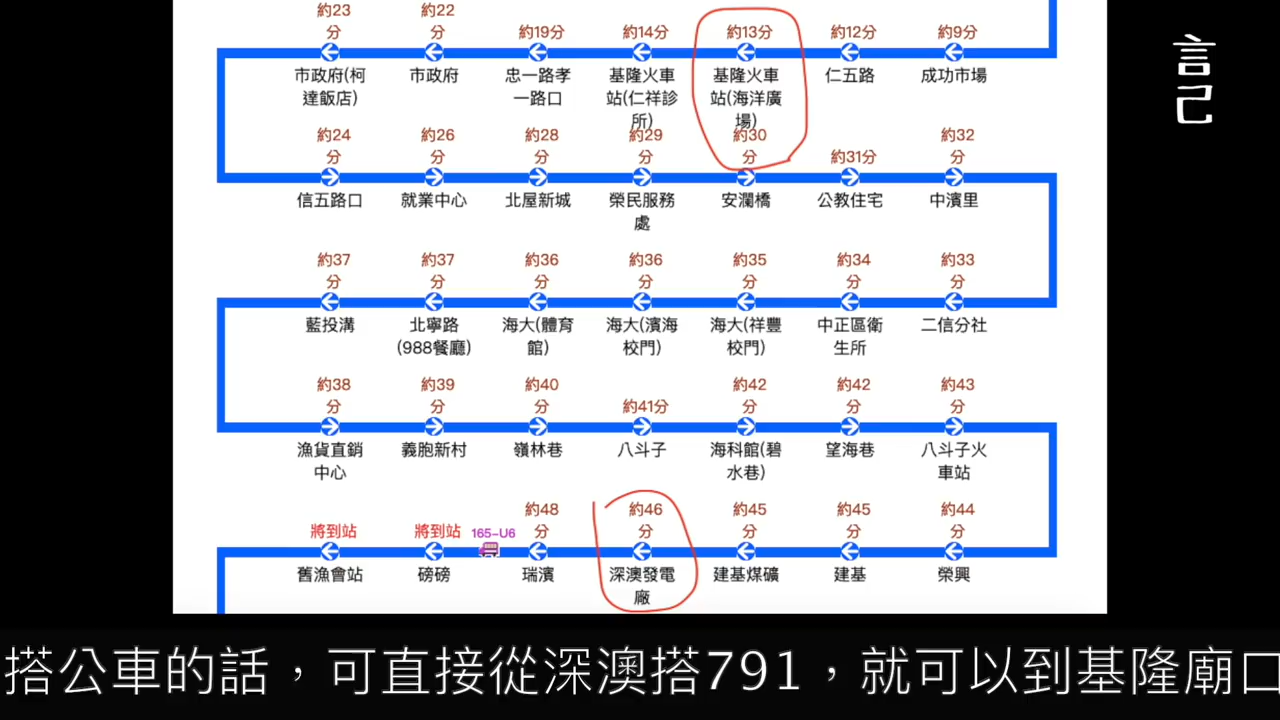 約23分
約22分
約19分
約14分
約13分
約12分
約9分
市政府(柯達飯店)
市政府
忠一路孝一路口
基隆火車站(仁祥診所)
基隆火車站(海洋廣場)
仁五路
成功市場
約24分
約26分
約28分
約29分
約30分
約31分
約32分
信五路口
就業中心
北屋新城
榮民服務處
安瀾橋
公教住宅
中濱里
約37分
約37分
約36分
約36分
約35分
約34分
約33分
藍投溝
北寧路(988餐廳)
海大(體育館)
海大(濱海校門)
海大(祥豐校門)
中正區衛生所
二信分社
約38分
約39分
約40分
約41分
約42分
約42分
約43分
漁貨直銷中心
義胞新村
嶺林巷
八斗子
海科館(碧水巷)
望海巷
八斗子火車站
將到站
將到站
165-U6
約48分
約46分
約45分
約45分
約44分
舊漁會站
磅磅
瑞濱
深澳發電廠
建基煤礦
建基
榮興
言己
搭公車的話，可直接從深澳搭791，就可以到基隆廟口